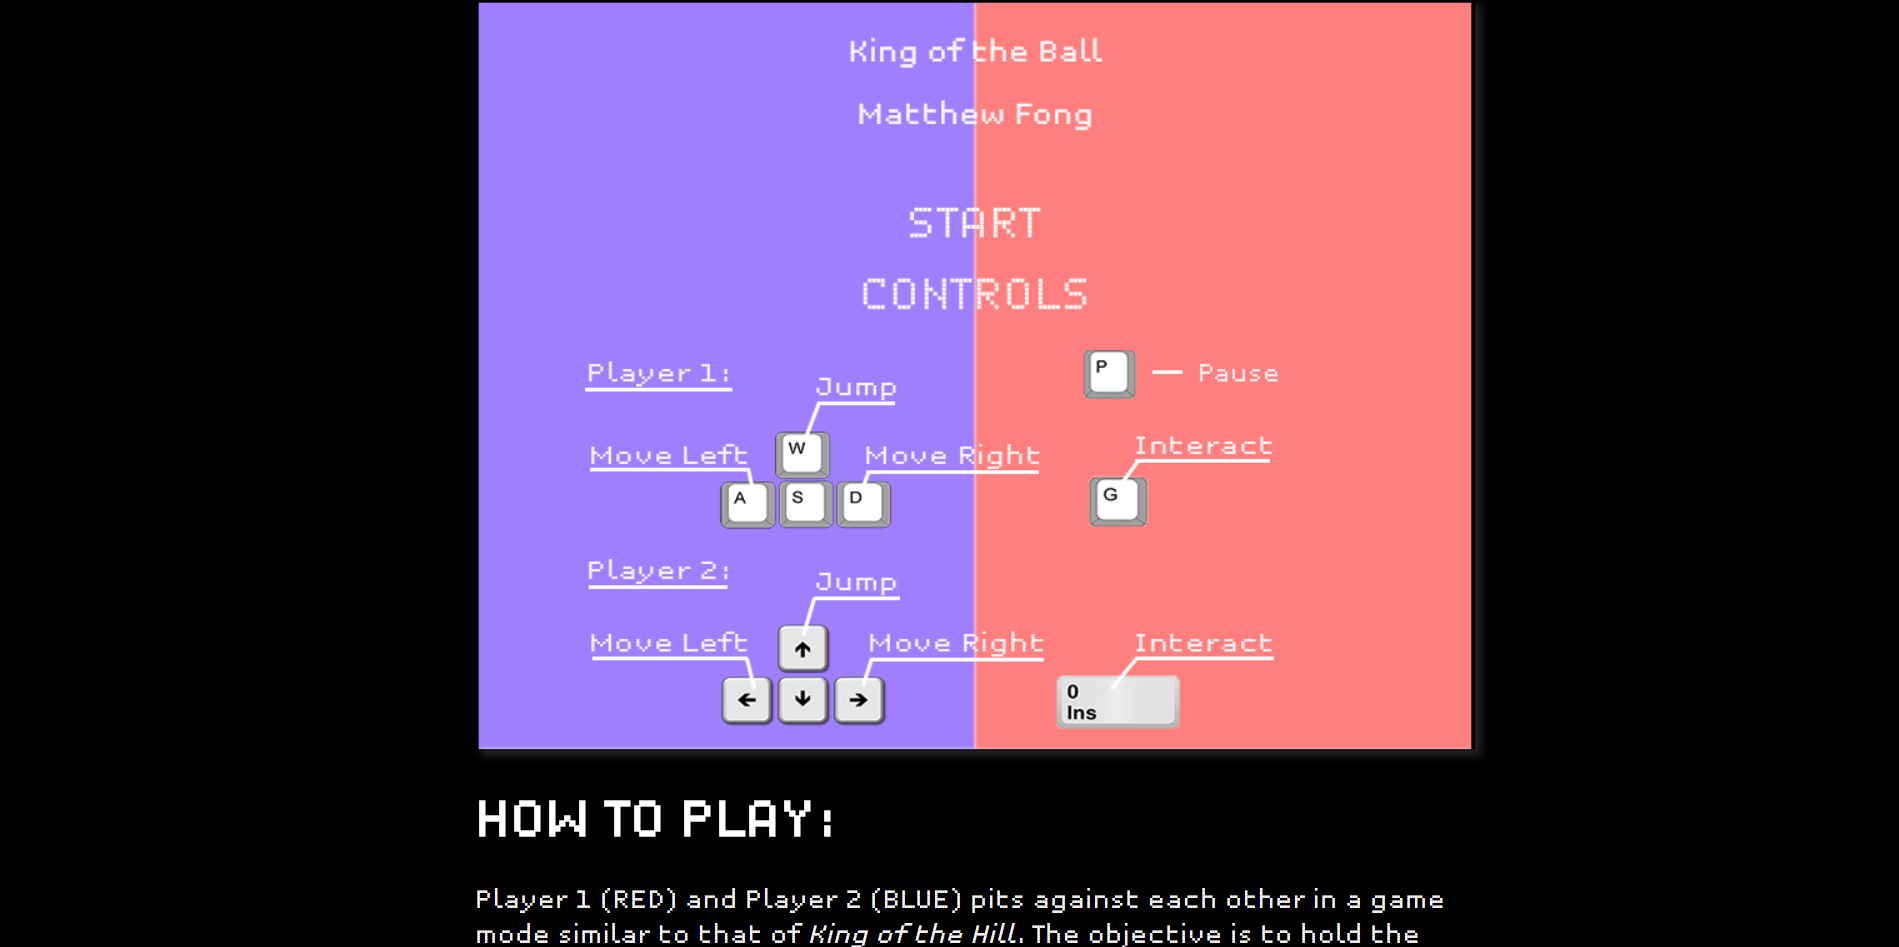 King of the Ball
Matthew Fong
START
CONTROLS
Player 1:
Jump
P — Pause
W
Move Left
Move Right
Interact
A S D
G
Player 2:
Jump
↑
Move Left
Move Right
Interact
← ↓ →
0
Ins
HOW TO PLAY:
Player 1 (RED) and Player 2 (BLUE) pits against each other in a game
mode similar to that of King of the Hill. The objective is to hold the